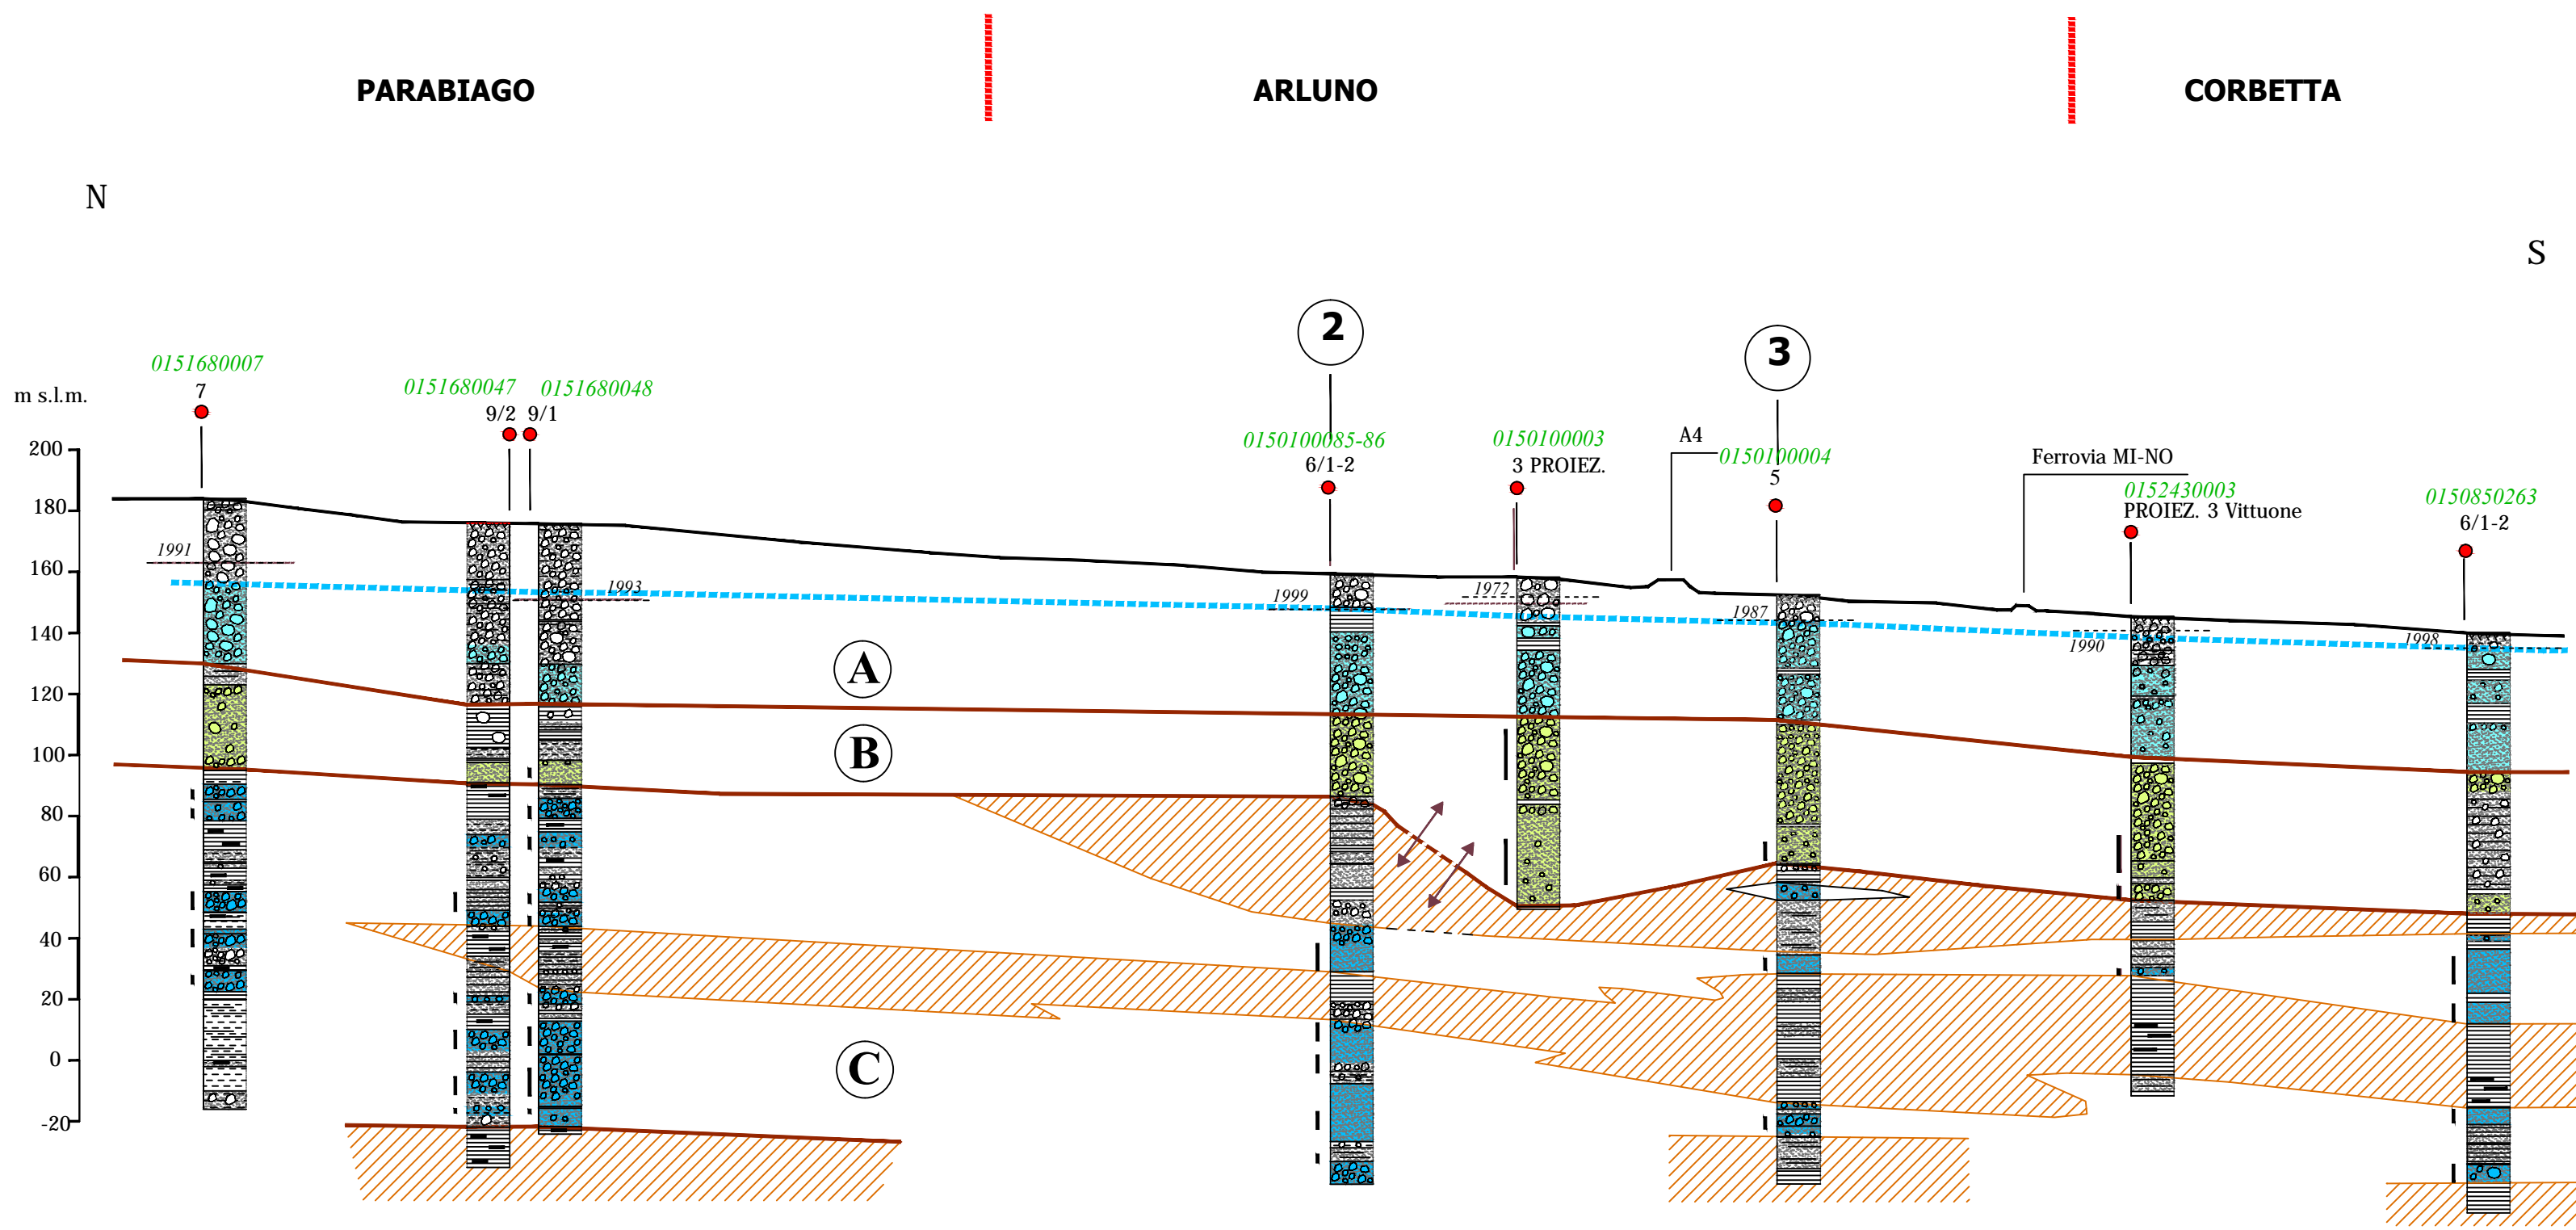 PARABIAGO
ARLUNO
CORBETTA
N
S
2
3
0151680007
7
0151680047
9/2
0151680048
9/1
0150100085-86
6/1-2
0150100003
3 PROIEZ.
A4
0150100004
5
Ferrovia MI-NO
0152430003
PROIEZ. 3 Vittuone
0150850263
6/1-2
m s.l.m.
200
180
160
140
120
100
80
60
40
20
0
-20
1991
1993
1999
1972
1987
1990
1998
A
B
C